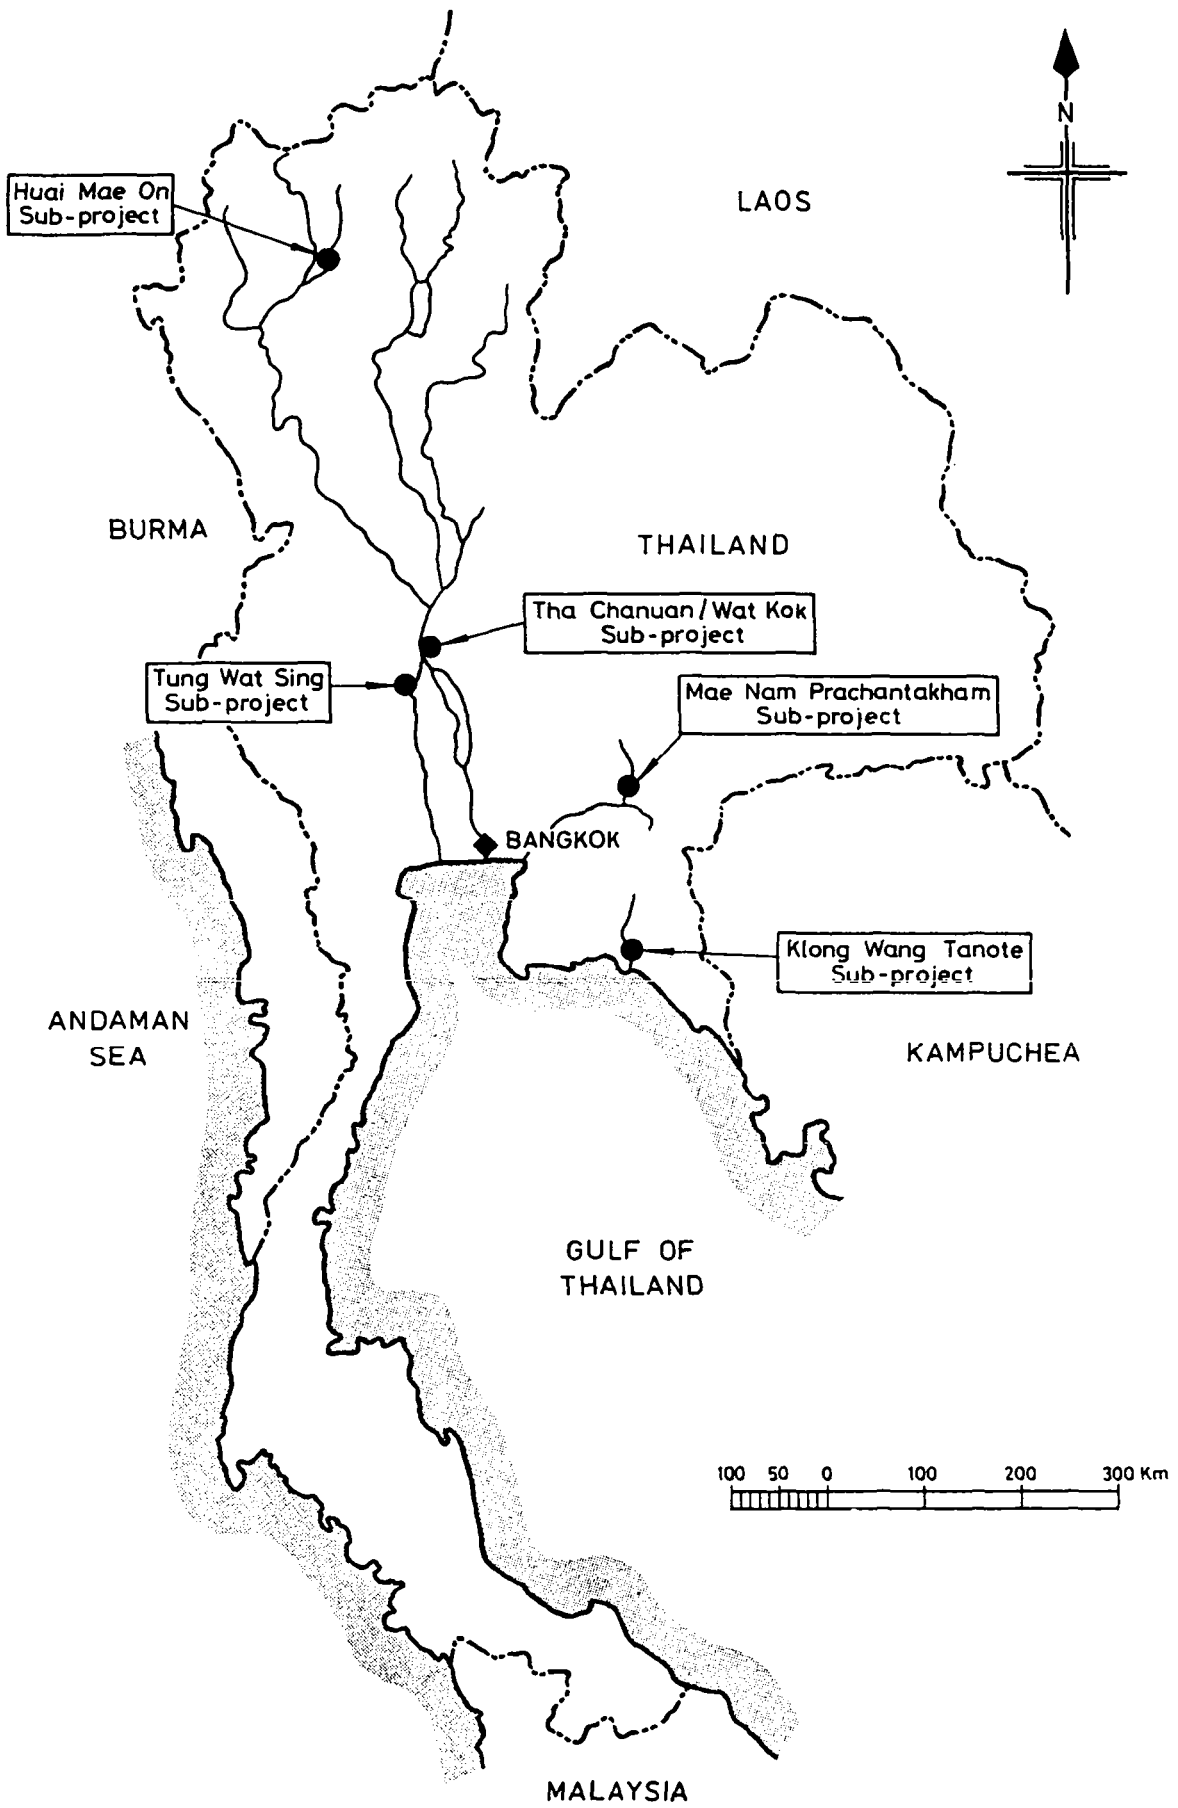 N
LAOS
Huai Mae On
Sub-project
BURMA
THAILAND
Tha Chanuan/Wat Kok
Sub-project
Tung Wat Sing
Sub-project
Mae Nam Prachantakham
Sub-project
BANGKOK
Klong Wang Tanote
Sub-project
ANDAMAN
SEA
KAMPUCHEA
GULF OF
THAILAND
100 50 0 100 200 300 Km
MALAYSIA